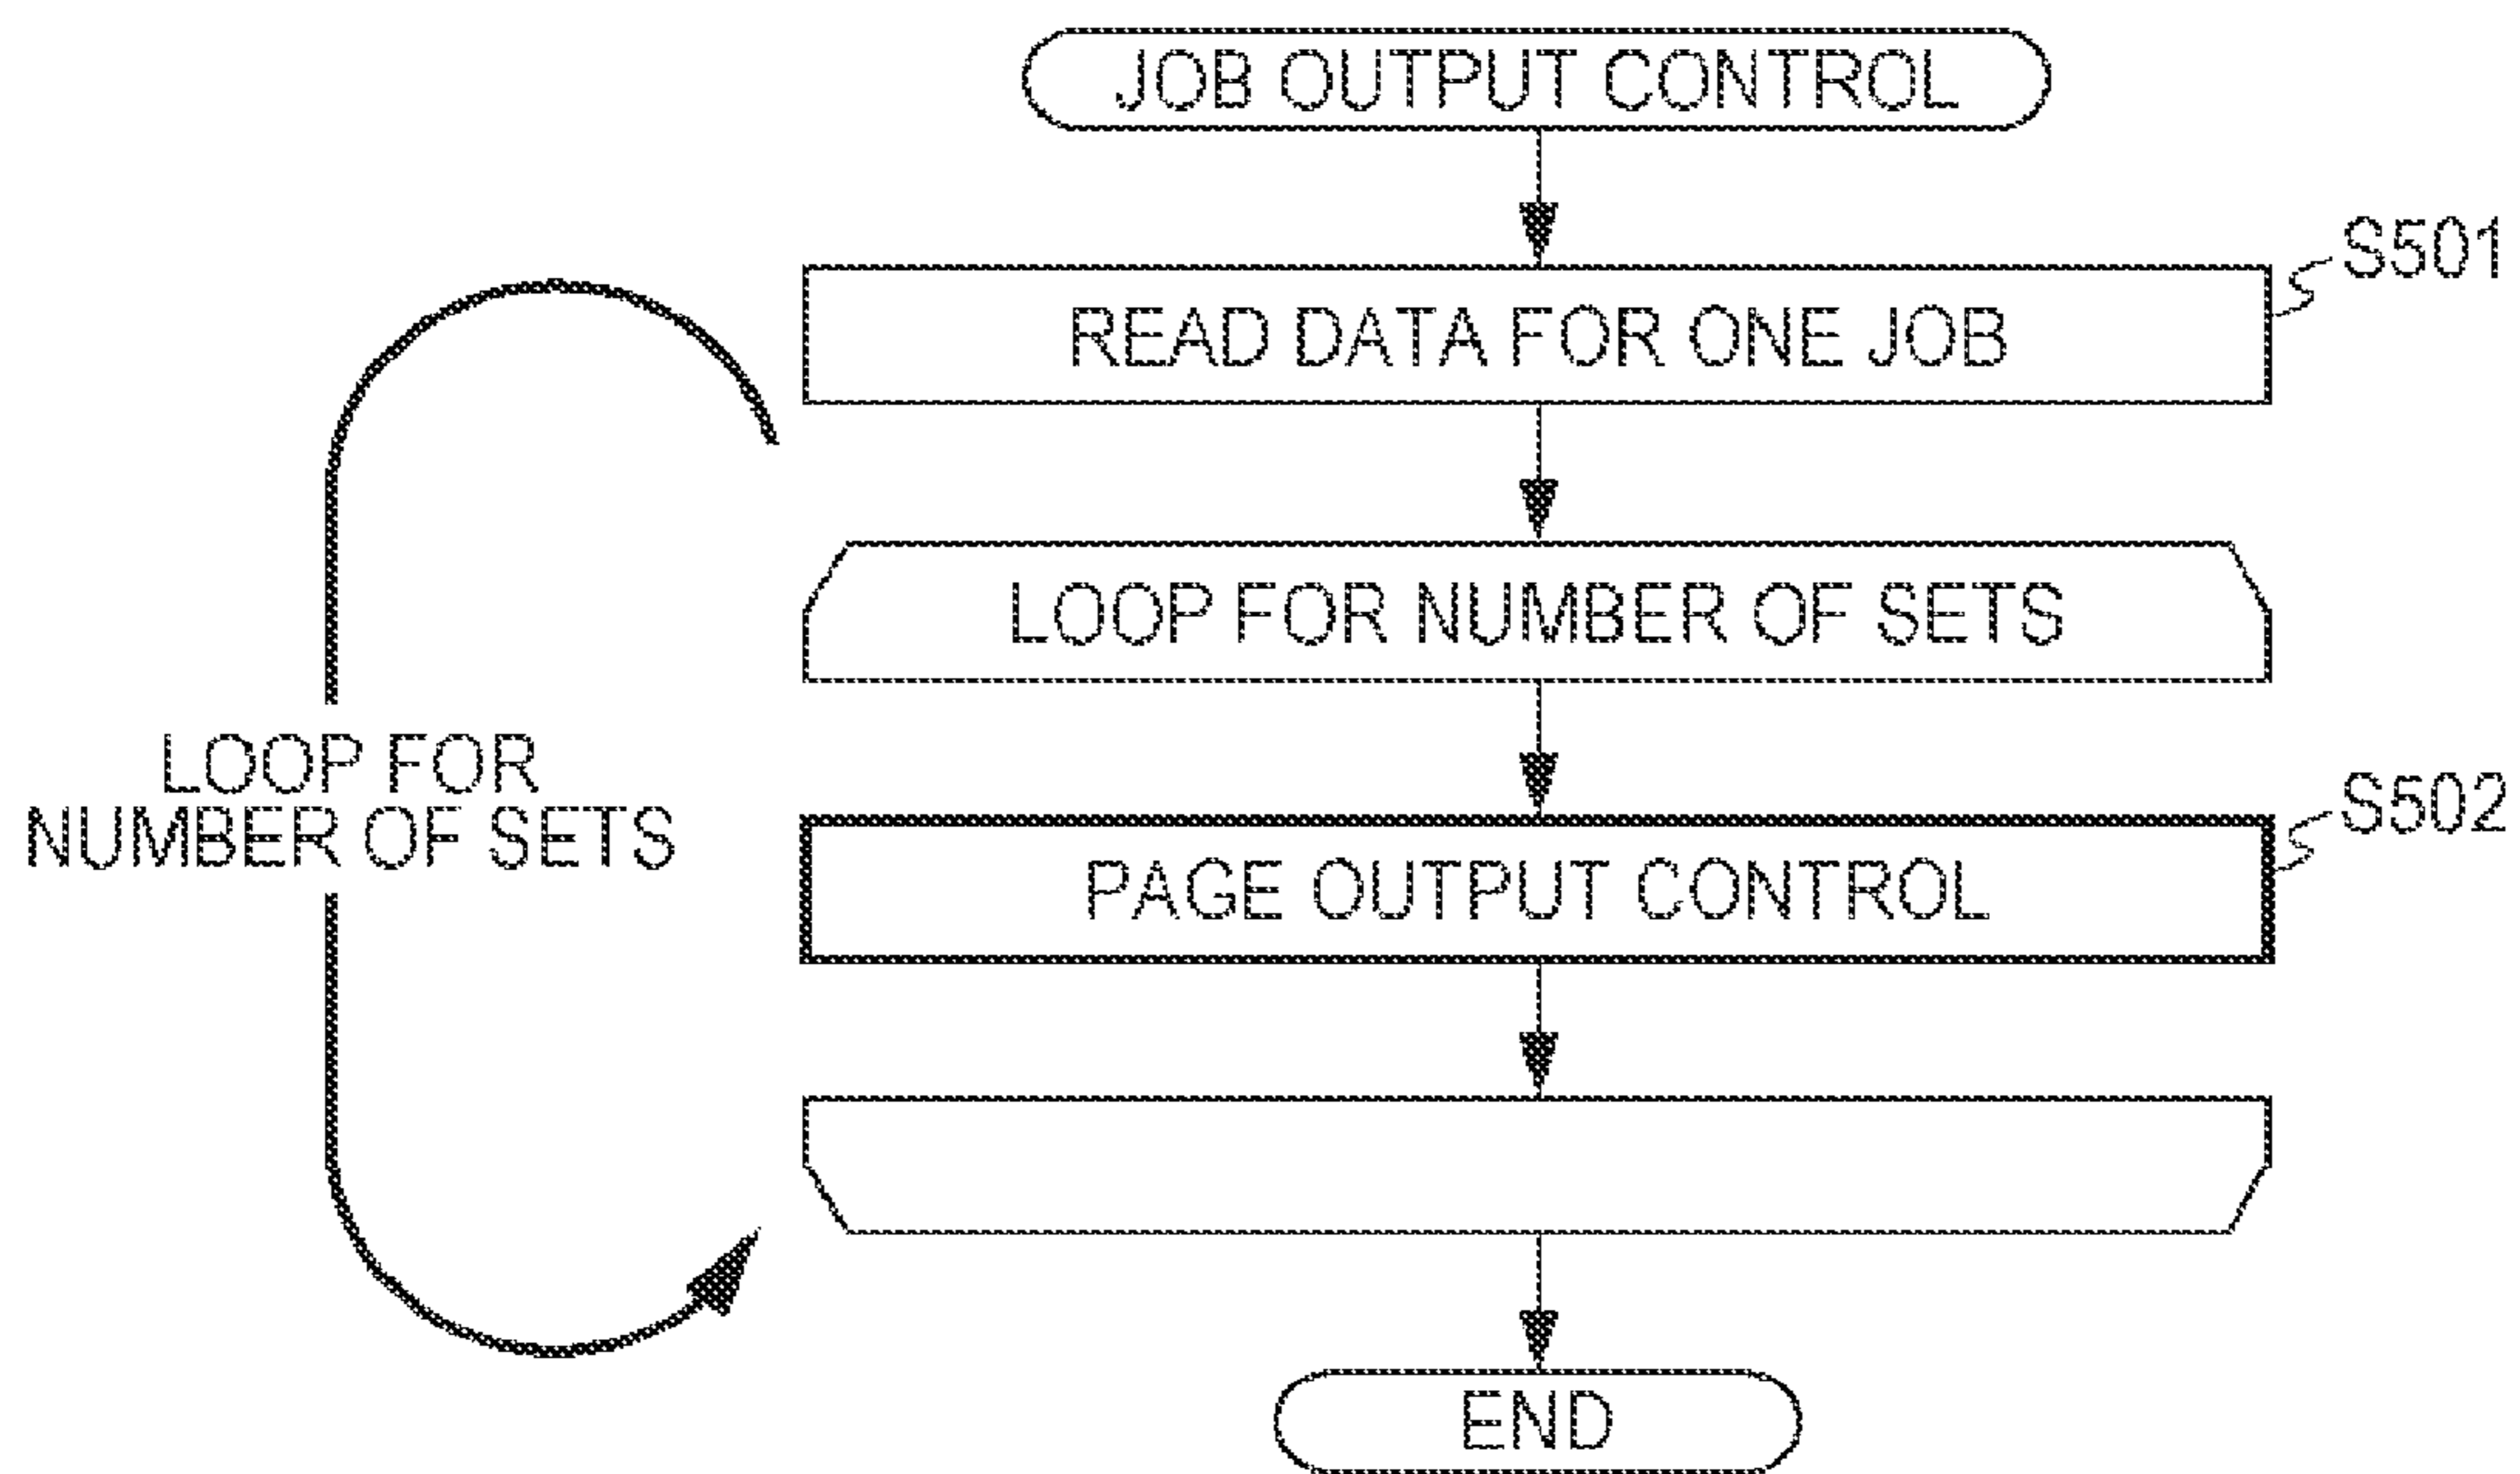 JOB OUTPUT CONTROL
S501
READ DATA FOR ONE JOB
LOOP FOR NUMBER OF SETS
LOOP FOR
NUMBER OF SETS
S502
PAGE OUTPUT CONTROL
END